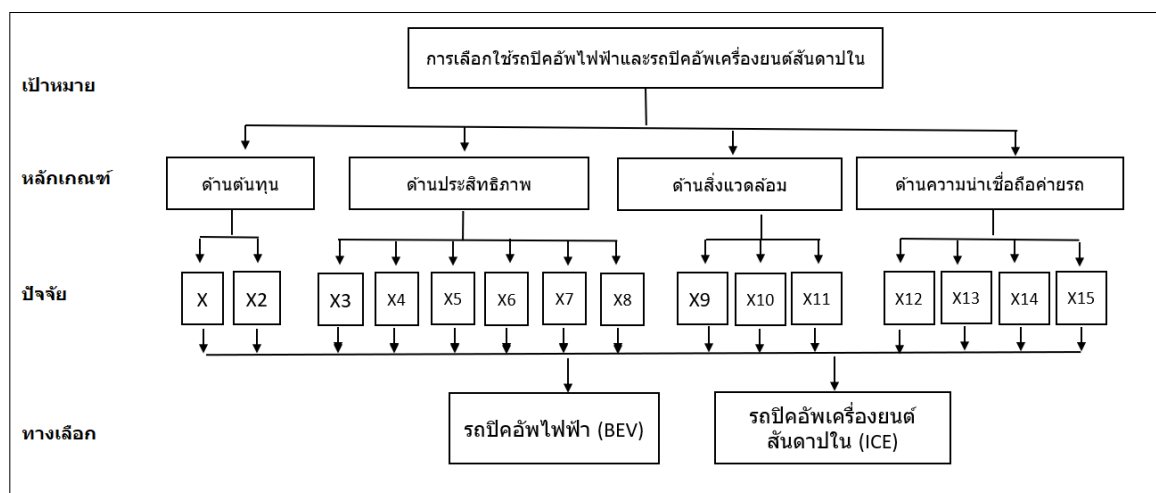 การเลือกใช้รถปิคอัพไฟฟ้าและรถปิคอัพเครื่องยนต์สันดาปใน
เป้าหมาย
หลักเกณฑ์
ด้านต้นทุน
ด้านประสิทธิภาพ
ด้านสิ่งแวดล้อม
ด้านความน่าเชื่อถือค่ายรถ
ปัจจัย
X
X2
X3
X4
X5
X6
X7
X8
X9
X10
X11
X12
X13
X14
X15
ทางเลือก
รถปิคอัพไฟฟ้า (BEV)
รถปิคอัพเครื่องยนต์
สันดาปใน (ICE)